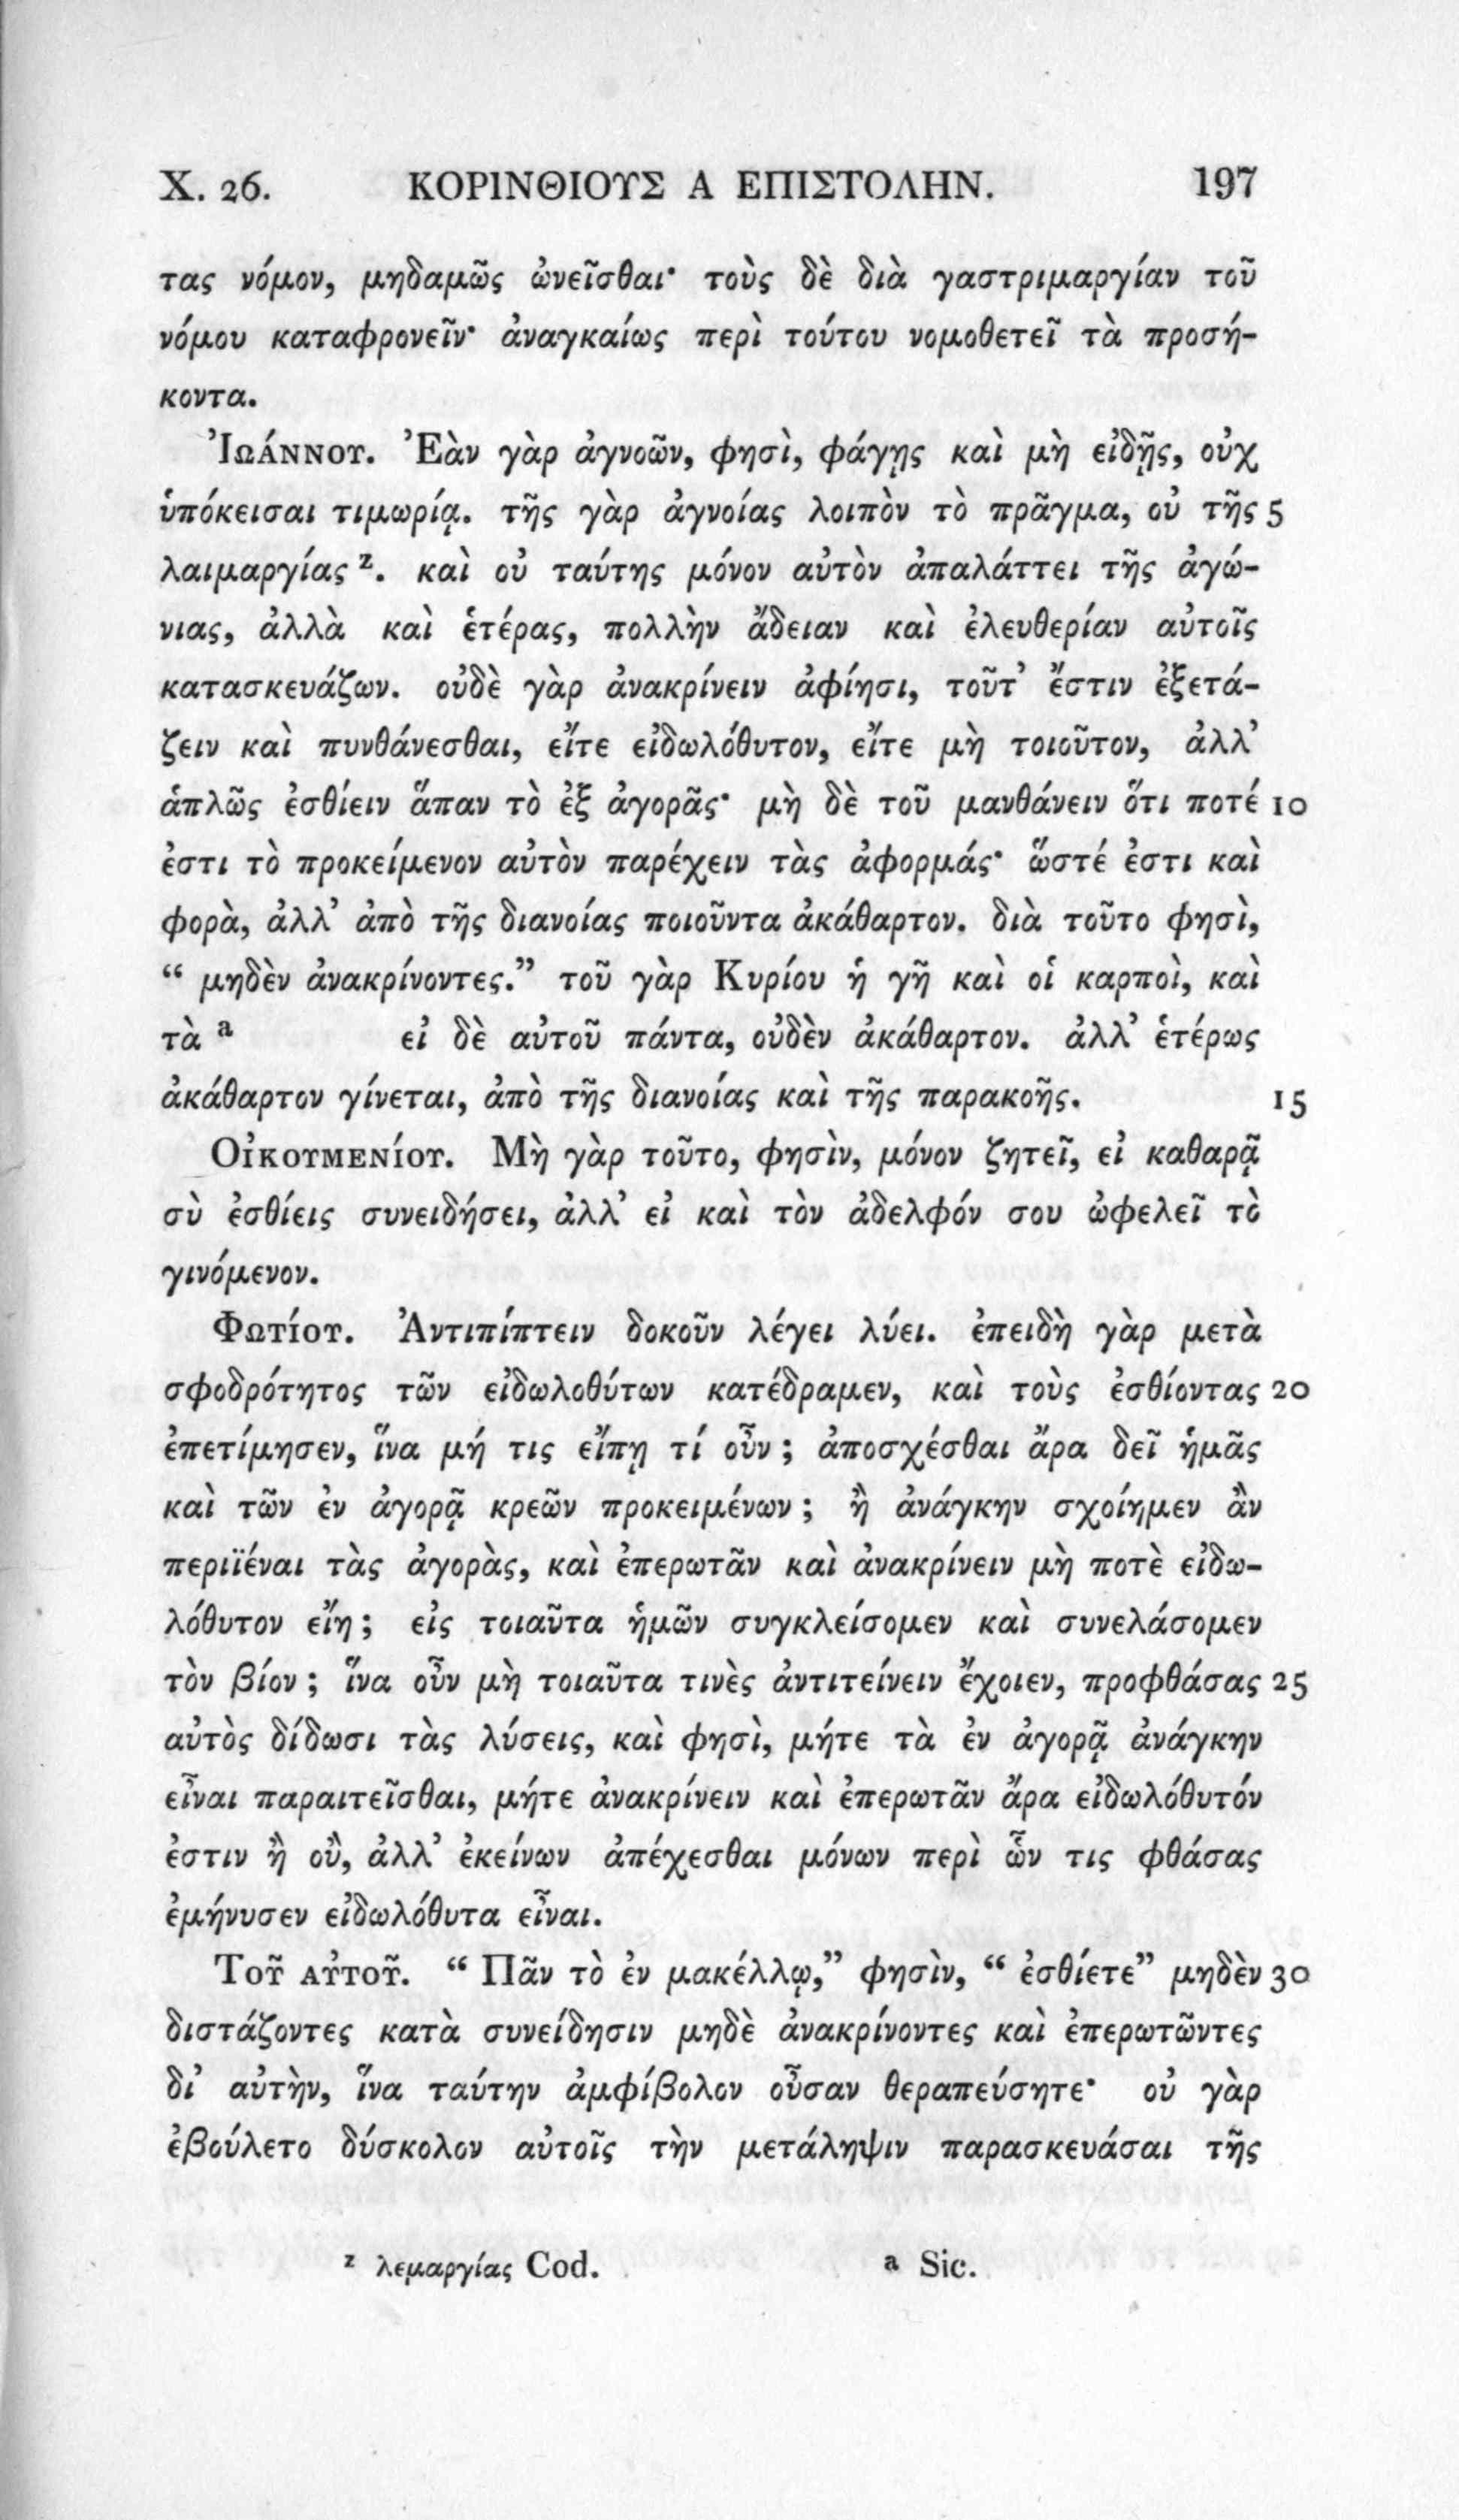 X. 26. ΚΟΡΙΝΘΙΟΥΣ Α ΕΠΙΣΤΟΛΗΝ. 197
τας νόμον, μηδαμῶς ὠνεῖσθαι· τοὺς δὲ διὰ γαστριμαργίαν τοῦ
νόμου καταφρονεῖν· ἀναγκαίως περὶ τούτου νομοθετεῖ τὰ προσή-
κοντα.
Ἰωάννου. Ἐὰν γὰρ ἀγνοῶν, φησὶ, φάγῃς καὶ μὴ εἰδῇς, οὐχ
ὑπόκεισαι τιμωρίᾳ. τῆς γὰρ ἀγνοίας λοιπὸν τὸ πρᾶγμα, οὐ τῆς 5
λαιμαργίας z. καὶ οὐ ταύτης μόνον αὐτὸν ἀπαλάττει τῆς ἀγώ-
νιας, ἀλλὰ καὶ ἑτέρας, πολλὴν ἄδειαν καὶ ἐλευθερίαν αὐτοῖς
κατασκευάζων. οὐδὲ γὰρ ἀνακρίνειν ἀφίησι, τοῦτ’ ἔστιν ἐξετά-
ζειν καὶ πυνθάνεσθαι, εἴτε εἰδωλόθυτον, εἴτε μὴ τοιοῦτον, ἀλλ’
ἁπλῶς ἐσθίειν ἅπαν τὸ ἐξ ἀγορᾶς· μὴ δὲ τοῦ μανθάνειν ὅτι ποτέ 10
ἐστι τὸ προκείμενον αὐτὸν παρέχειν τὰς ἀφορμάς· ὥστέ ἐστι καὶ
φορὰ, ἀλλ’ ἀπὸ τῆς διανοίας ποιοῦντα ἀκάθαρτον. διὰ τοῦτο φησὶ,
“ μηδὲν ἀνακρίνοντες.” τοῦ γὰρ Κυρίου ἡ γῆ καὶ οἱ καρποὶ, καὶ
τὰ a εἰ δὲ αὐτοῦ πάντα, οὐδὲν ἀκάθαρτον. ἀλλ’ ἑτέρως
ἀκάθαρτον γίνεται, ἀπὸ τῆς διανοίας καὶ τῆς παρακοῆς. 15
Οἰκουμενίου. Μὴ γὰρ τοῦτο, φησὶν, μόνον ζητεῖ, εἰ καθαρᾷ
σὺ ἐσθίεις συνειδήσει, ἀλλ’ εἰ καὶ τὸν ἀδελφόν σου ὠφελεῖ τὸ
γινόμενον.
Φωτίου. Ἀντιπίπτειν δοκοῦν λέγει λύει. ἐπειδὴ γὰρ μετὰ
σφοδρότητος τῶν εἰδωλοθύτων κατέδραμεν, καὶ τοὺς ἐσθίοντας 20
ἐπετίμησεν, ἵνα μή τις εἴπῃ τί οὖν ; ἀποσχέσθαι ἄρα δεῖ ἡμᾶς
καὶ τῶν ἐν ἀγορᾷ κρεῶν προκειμένων ; ἢ ἀνάγκην σχοίημεν ἂν
περιϊέναι τὰς ἀγορὰς, καὶ ἐπερωτᾶν καὶ ἀνακρίνειν μὴ ποτὲ εἰδω-
λόθυτον εἴη ; εἰς τοιαῦτα ἡμῶν συγκλείσομεν καὶ συνελάσομεν
τὸν βίον ; ἵνα οὖν μὴ τοιαῦτα τινὲς ἀντιτείνειν ἔχοιεν, προφθάσας 25
αὐτὸς δίδωσι τὰς λύσεις, καὶ φησὶ, μήτε τὰ ἐν ἀγορᾷ ἀνάγκην
εἶναι παραιτεῖσθαι, μήτε ἀνακρίνειν καὶ ἐπερωτᾶν ἄρα εἰδωλόθυτόν
ἐστιν ἢ οὒ, ἀλλ’ ἐκείνων ἀπέχεσθαι μόνων περὶ ὧν τις φθάσας
ἐμήνυσεν εἰδωλόθυτα εἶναι.
Τοῦ αὐτοῦ. “ Πᾶν τὸ ἐν μακέλλῳ,” φησὶν, “ ἐσθίετε” μηδὲν 30
διστάζοντες κατὰ συνείδησιν μηδὲ ἀνακρίνοντες καὶ ἐπερωτῶντες
δι’ αὐτὴν, ἵνα ταύτην ἀμφίβολον οὖσαν θεραπεύσητε· οὐ γὰρ
ἐβούλετο δύσκολον αὐτοῖς τὴν μετάληψιν παρασκευάσαι τῆς
z λεμαργίας Cod. a Sic.